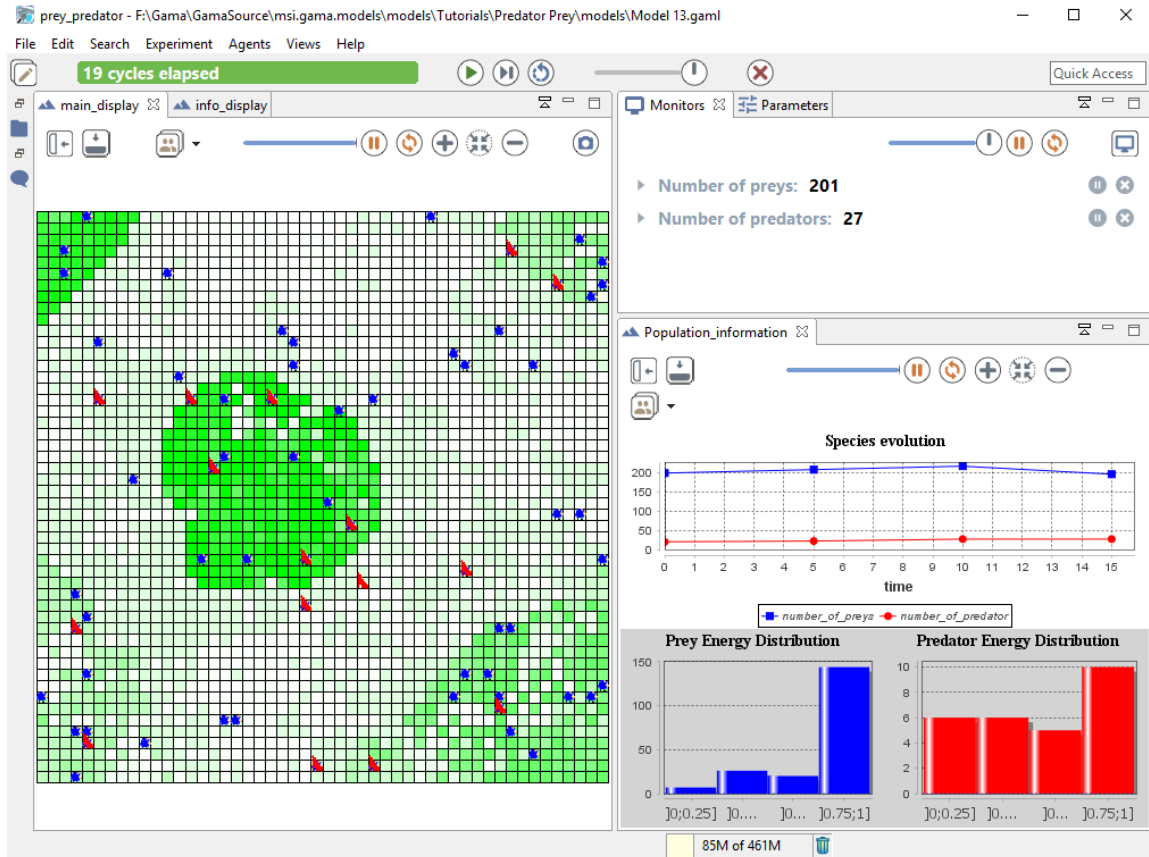 prey_predator - F:\Gama\GamaSource\msi.gama.models\models\Tutorials\Predator Prey\models\Model 13.gaml
File Edit Search Experiment Agents Views Help
19 cycles elapsed
Quick Access
main_display
info_display
Monitors
Parameters
Number of preys: 201
Number of predators: 27
Population_information
Species evolution
200
150
100
50
0
0 1 2 3 4 5 6 7 8 9 10 11 12 13 14 15
time
number_of_preys number_of_predator
Prey Energy Distribution
150
100
50
0
]0;0.25] ]0.... ]0... ]0.75;1]
Predator Energy Distribution
10
8
6
4
2
0
]0;0.25] ]0.... ]0... ]0.75;1]
85M of 461M